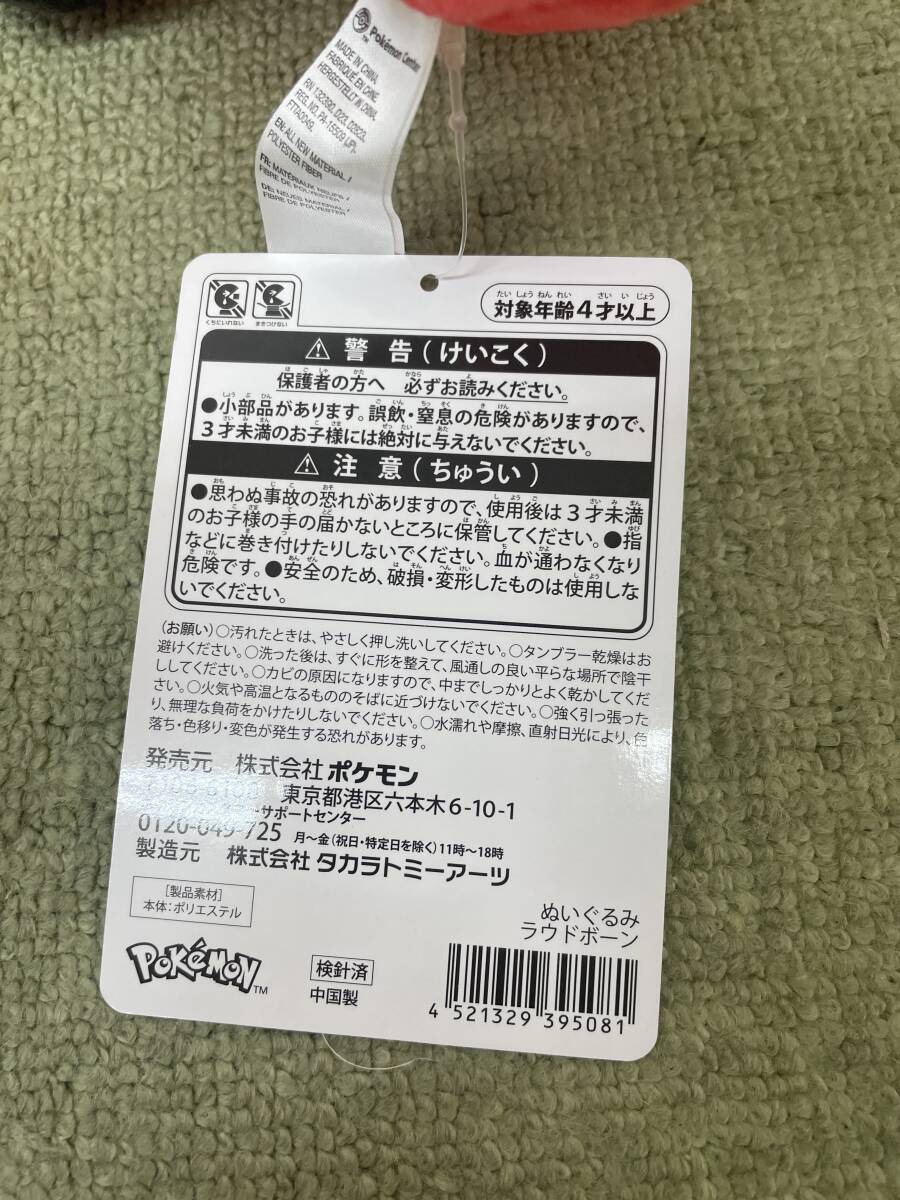 Pokémon Center
MADE IN CHINA
FABRIQUÉ EN CHINE
HERGESTELLT IN CHINA
REG. NO. PA-15509 (JP).
FTTA0049.
EN: ALL NEW MATERIAL /
POLYESTER FIBER
FR: MATÉRIAUX NEUFS /
FIBRE DE POLYESTER
DE: NEUES MATERIAL /
FIBRE DE POLYESTER
くちにいれない まきつけない
対象年齢4才以上
警告(けいこく)
保護者の方へ 必ずお読みください。
●小部品があります。誤飲・窒息の危険がありますので、
3才未満のお子様には絶対に与えないでください。
注意(ちゅうい)
●思わぬ事故の恐れがありますので、使用後は3才未満
のお子様の手の届かないところに保管してください。●指
などに巻き付けたりしないでください。血が通わなくなり
危険です。●安全のため、破損・変形したものは使用しな
いでください。
(お願い)○汚れたときは、やさしく押し洗いしてください。○タンブラー乾燥はお
避けください。○洗った後は、すぐに形を整えて、風通しの良い平らな場所で陰干
ししてください。○カビの原因になりますので、中までしっかりとよく乾かしてくだ
さい。○火気や高温となるもののそばに近づけないでください。○強く引っ張った
り、無理な負荷をかけたりしないでください。○水濡れや摩擦、直射日光により、色
落ち・色移り・変色が発生する恐れがあります。
発売元 株式会社ポケモン
東京都港区六本木6-10-1
サポートセンター
0120-049-725 月〜金(祝日・特定日を除く)11時〜18時
製造元 株式会社タカラトミーアーツ
[製品素材]
本体:ポリエステル
ぬいぐるみ
ラウドボーン
POKéMON TM
検針済
中国製
4 521329 395081